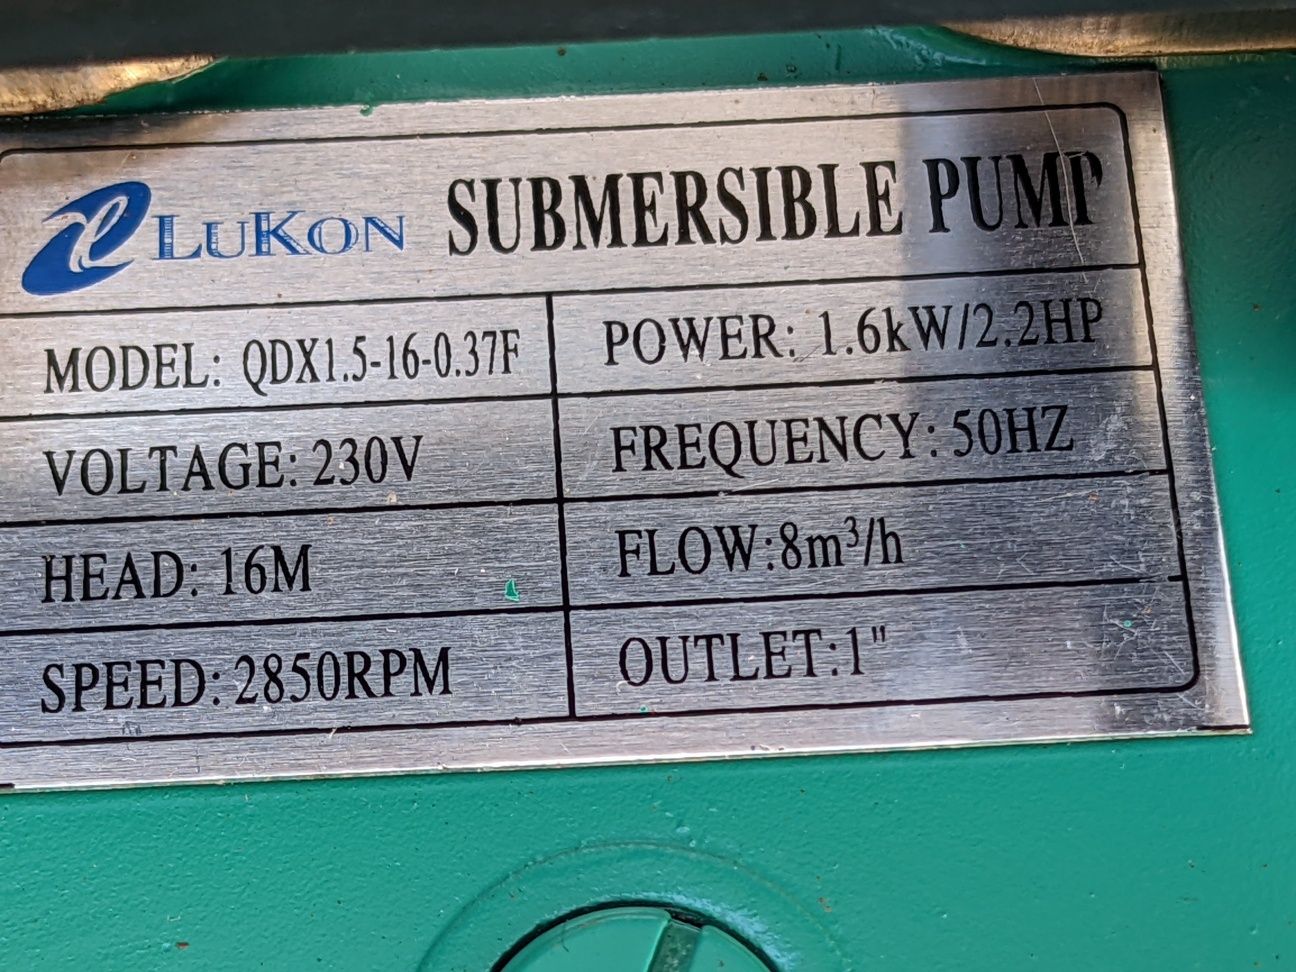 LUKON SUBMERSIBLE PUMP
MODEL: QDX1.5-16-0.37F
POWER: 1.6kW/2.2HP
VOLTAGE: 230V
FREQUENCY: 50HZ
HEAD: 16M
FLOW:8m³/h
SPEED: 2850RPM
OUTLET:1"